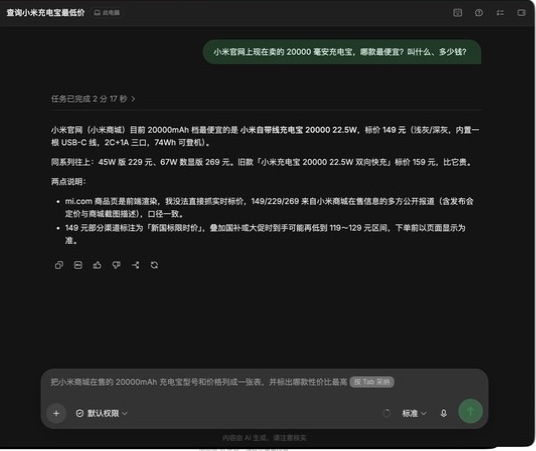 查询小米充电宝最低价 此电脑
小米官网上现在卖的 20000 毫安充电宝，哪款最便宜？叫什么、多少钱？
任务已完成 2 分 17 秒
小米官网（小米商城）目前 20000mAh 档最便宜的是 小米自带线充电宝 20000 22.5W，标价 149 元（浅灰/深灰，内置一
根 USB-C 线，2C+1A 三口，74Wh 可登机）。
同系列往上：45W 版 229 元、67W 数显版 269 元。旧款「小米充电宝 20000 22.5W 双向快充」标价 159 元，比它贵。
两点说明：
• mi.com 商品页是前端渲染，我没法直接抓实时标价，149/229/269 来自小米商城在售信息的多方公开报道（含发布会
定价与商城截图描述），口径一致。
• 149 元部分渠道标注为「新国标限时价」，叠加国补或大促时到手可能再低到 119～129 元区间，下单前以页面显示为
准。
把小米商城在售的 20000mAh 充电宝型号和价格列成一张表，并标出哪款性价比最高 按 Tab 采纳
默认权限 标准
内容由 AI 生成，请注意核实